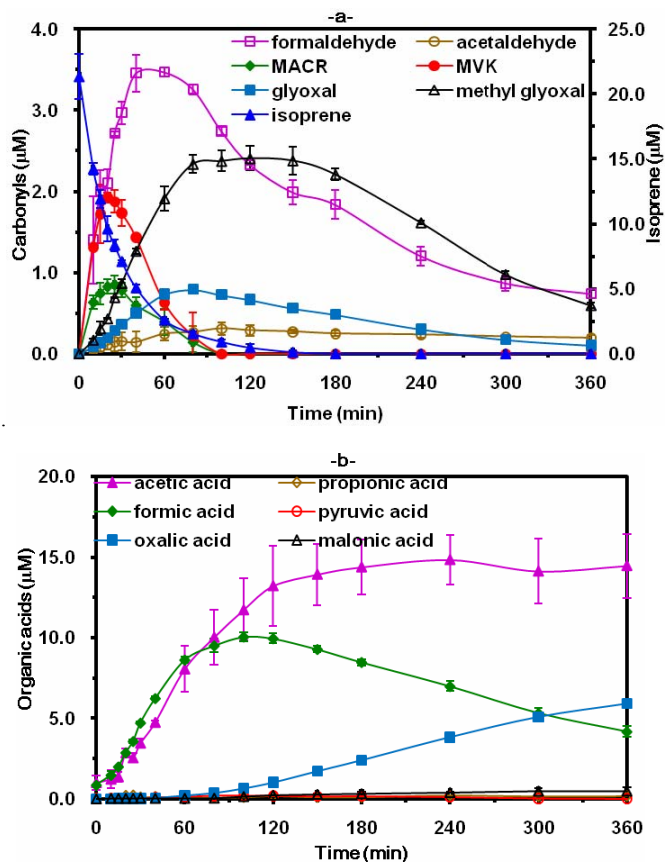 -a-
4.0 25.0
formaldehyde acetaldehyde
MACR MVK
glyoxal methyl glyoxal
isoprene
3.0 20.0
2.0 15.0
1.0 10.0
0.0 5.0
0.0
Carbonyls (µM)
Isoprene (µM)
0 60 120 180 240 300 360
Time (min)
.
-b-
20.0
acetic acid propionic acid
formic acid pyruvic acid
oxalic acid malonic acid
15.0
10.0
5.0
0.0
Organic acids (µM)
0 60 120 180 240 300 360
Time (min)